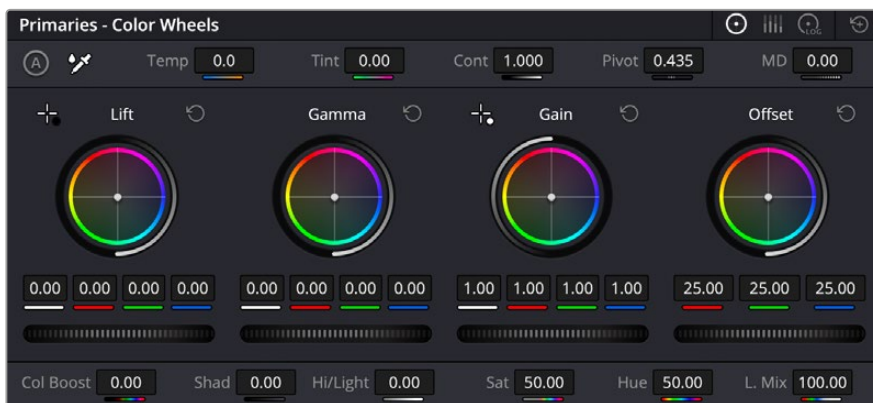 Primaries - Color Wheels
LOG
A
Temp 0.0 Tint 0.00 Cont 1.000 Pivot 0.435 MD 0.00
Lift Gamma Gain Offset
0.00 0.00 0.00 0.00 0.00 0.00 0.00 0.00 1.00 1.00 1.00 1.00 25.00 25.00 25.00
Col Boost 0.00 Shad 0.00 Hi/Light 0.00 Sat 50.00 Hue 50.00 L. Mix 100.00